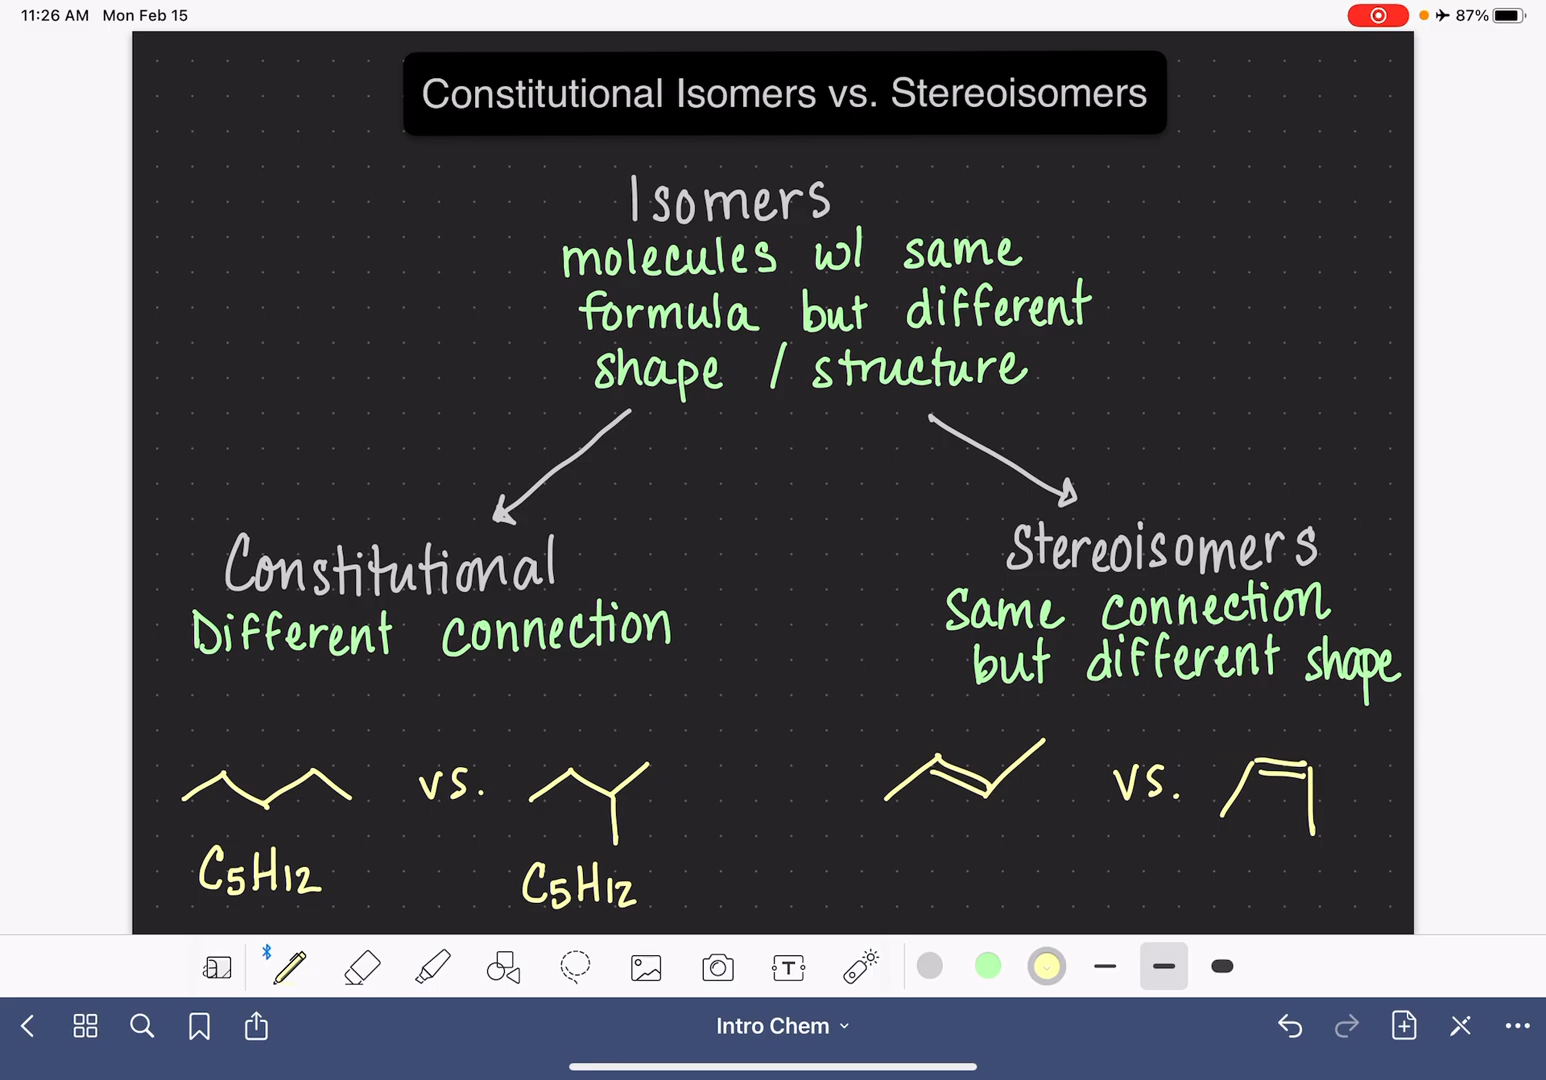 11:26 AM Mon Feb 15
87%
Constitutional Isomers vs. Stereoisomers
Isomers
molecules w/ same
formula but different
shape / structure
Constitutional
Different connection
Stereoisomers
Same connection
but different shape
vs.
vs.
C5H12
C5H12
T
Intro Chem